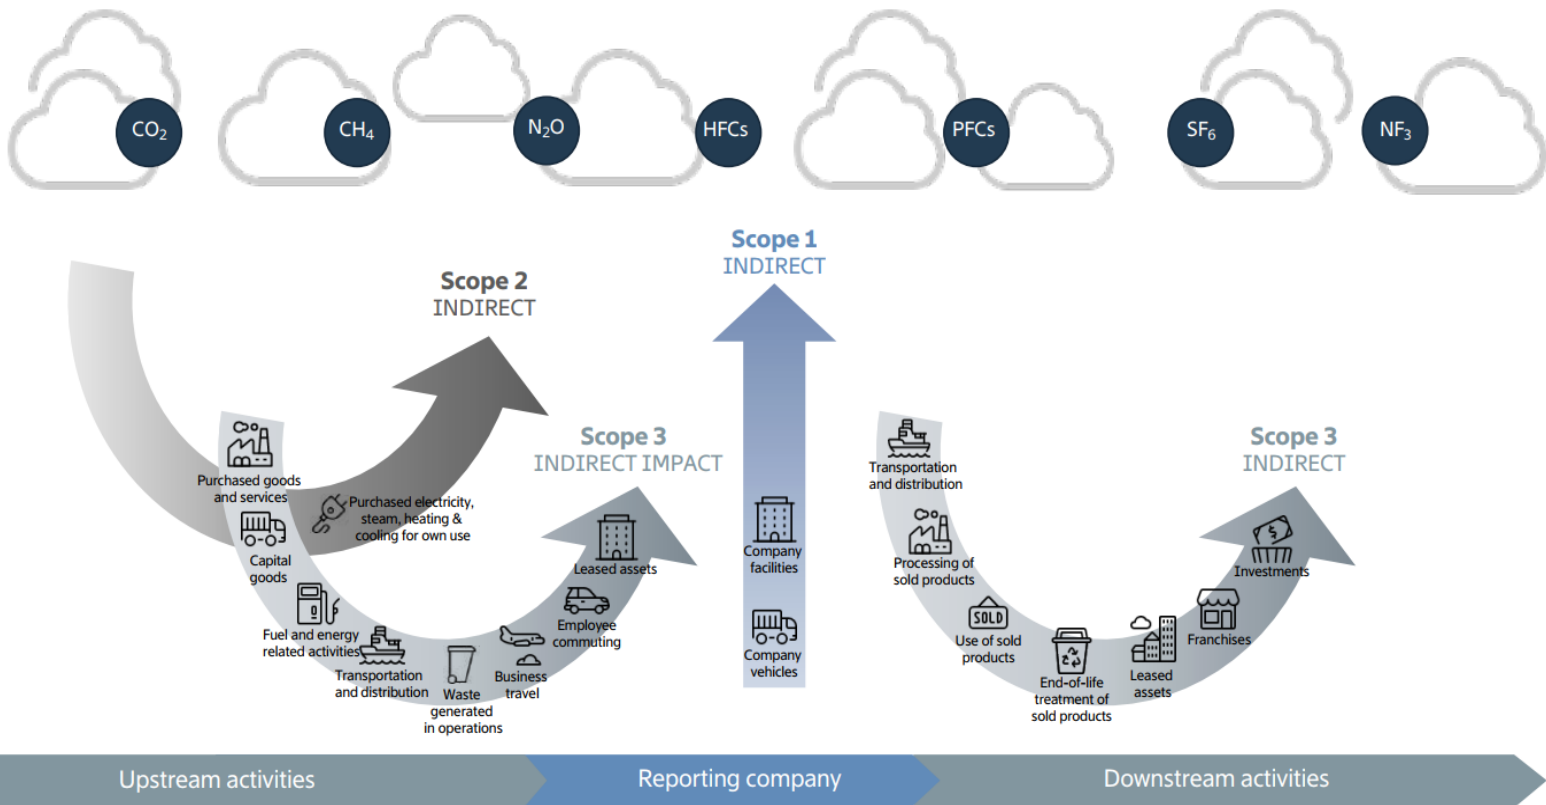 CO₂
CH₄
N₂O
HFCs
PFCs
SF₆
NF₃
Scope 2
INDIRECT
Scope 3
INDIRECT IMPACT
Scope 1
INDIRECT
Scope 3
INDIRECT
Purchased goods
and services
Purchased electricity,
steam, heating &
cooling for own use
Capital
goods
Fuel and energy
related activities
Transportation
and distribution
Waste
generated
in operations
Business
travel
Employee
commuting
Leased assets
Company
facilities
Company
vehicles
Transportation
and distribution
Processing of
sold products
SOLD
Use of sold
products
End-of-life
treatment of
sold products
Leased
assets
Franchises
$
Investments
Upstream activities
Reporting company
Downstream activities